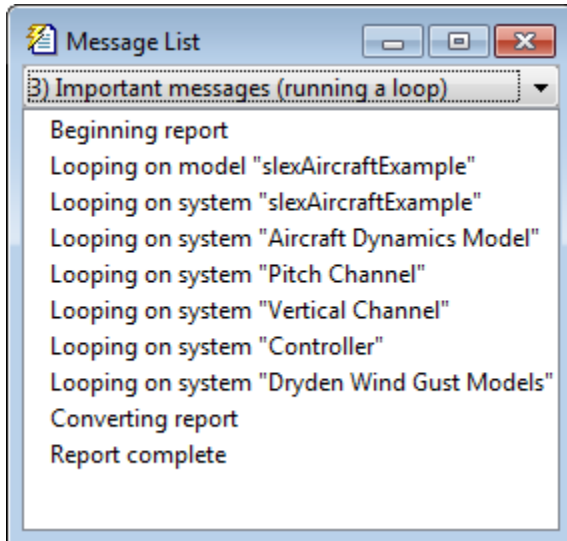 Message List
3) Important messages (running a loop)
Beginning report
Looping on model "slexAircraftExample"
Looping on system "slexAircraftExample"
Looping on system "Aircraft Dynamics Model"
Looping on system "Pitch Channel"
Looping on system "Vertical Channel"
Looping on system "Controller"
Looping on system "Dryden Wind Gust Models"
Converting report
Report complete